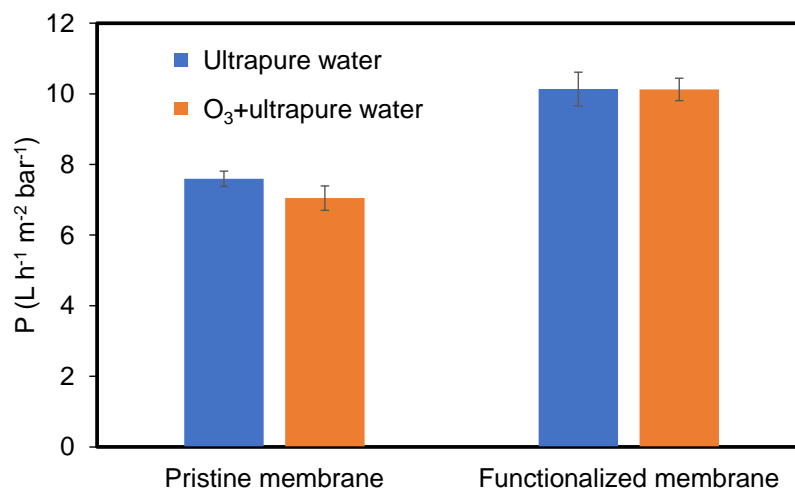 12
10
8
6
4
2
0
P (L h⁻¹ m⁻² bar⁻¹)
Ultrapure water
O₃+ultrapure water
Pristine membrane
Functionalized membrane